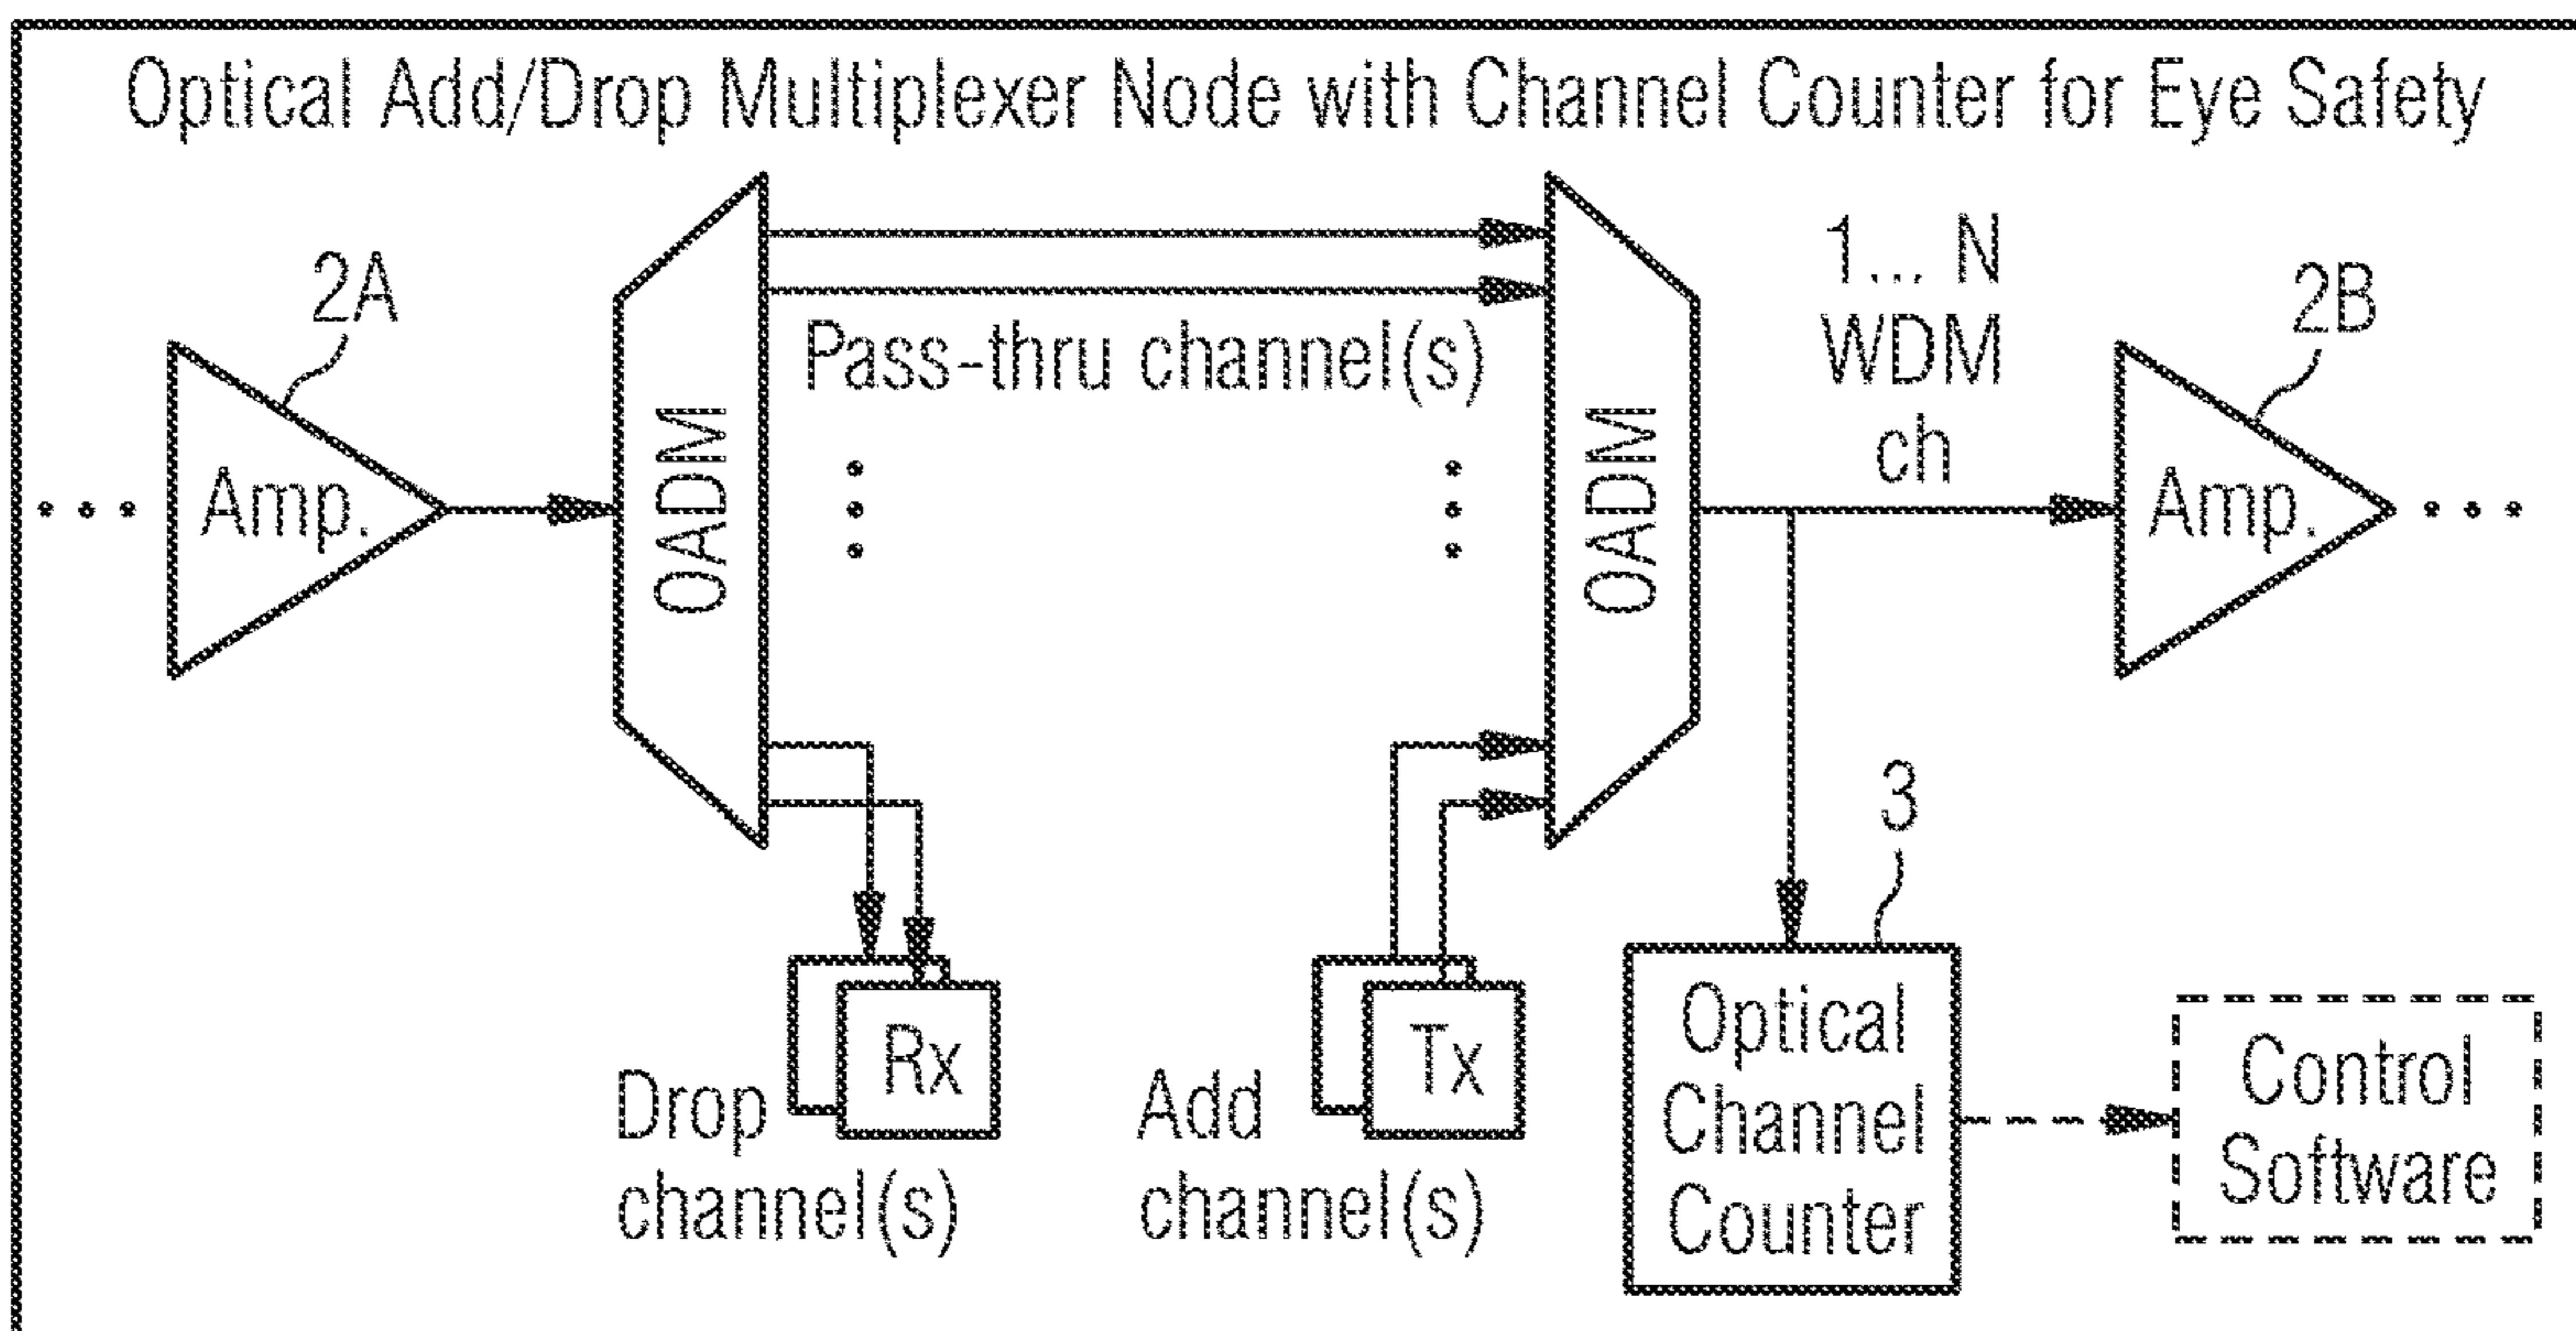 Optical Add/Drop Multiplexer Node with Channel Counter for Eye Safety
2A
Amp.
OADM
Pass-thru channel(s)
OADM
1... N
WDM
ch
2B
Amp.
Rx
Drop
channel(s)
Tx
Add
channel(s)
3
Optical
Channel
Counter
Control
Software